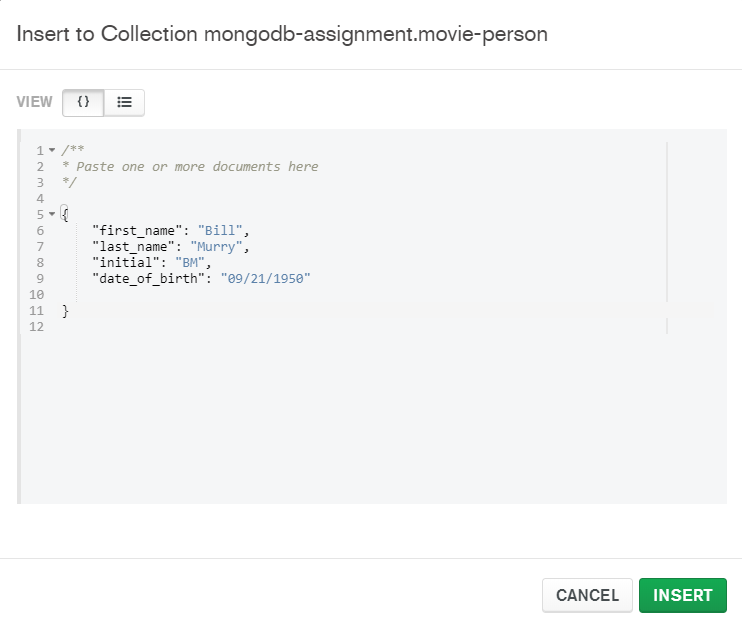 Insert to Collection mongodb-assignment.movie-person
VIEW {}
1 /**
2 * Paste one or more documents here
3 */
4
5 {
6 "first_name": "Bill",
7 "last_name": "Murry",
8 "initial": "BM",
9 "date_of_birth": "09/21/1950"
10
11 }
12
CANCEL INSERT